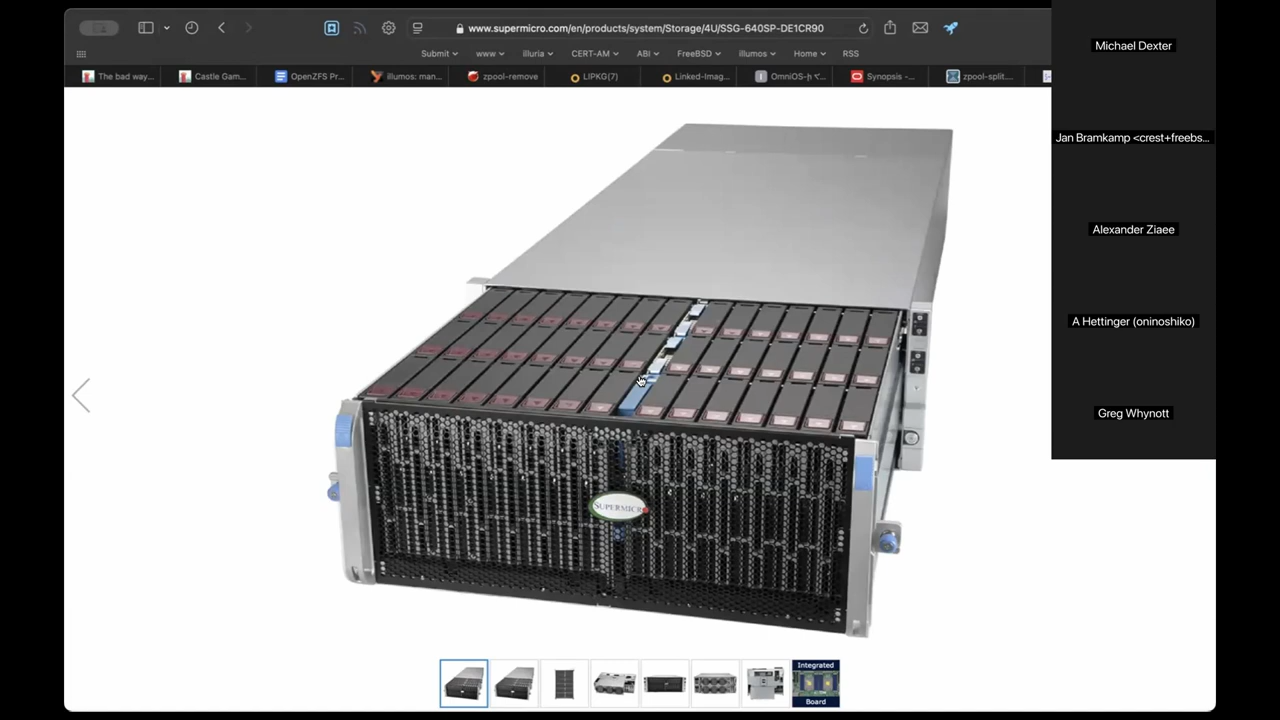 www.supermicro.com/en/products/system/Storage/4U/SSG-640SP-DE1CR90
Submit www illuria CERT-AM ABI FreeBSD illumos Home RSS
The bad way... Castle Gam... OpenZFS Pr... illumos: man... zpool-remove LIPKG(7) Linked-Imag... Synopsis -... zpool-split....
Michael Dexter
Jan Bramkamp <crest+freebs...
Alexander Ziaee
A Hettinger (oninoshiko)
Greg Whynott
SUPERMICR
Integrated
Board